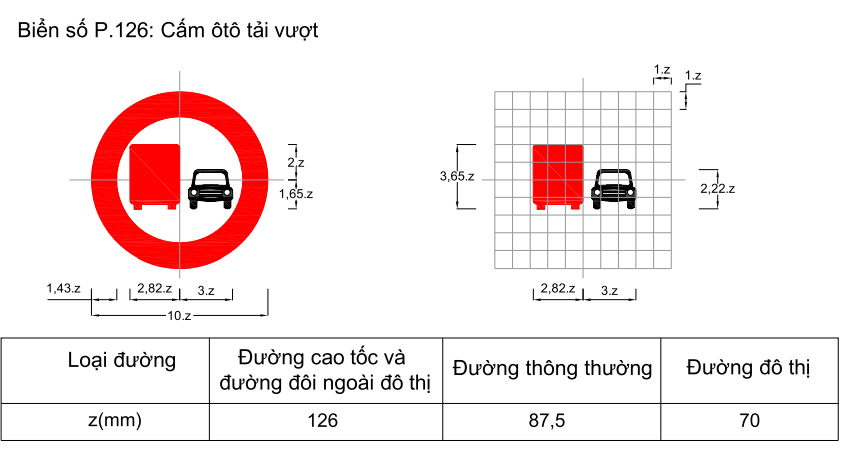 Biển số P.126: Cấm ôtô tải vượt
1.z
1.z
2.z
1,65.z
3,65.z
2,22.z
1,43.z
2,82.z
3.z
10.z
2,82.z
3.z
Loại đường
Đường cao tốc và
đường đôi ngoài đô thị
Đường thông thường
Đường đô thị
z(mm)
126
87,5
70